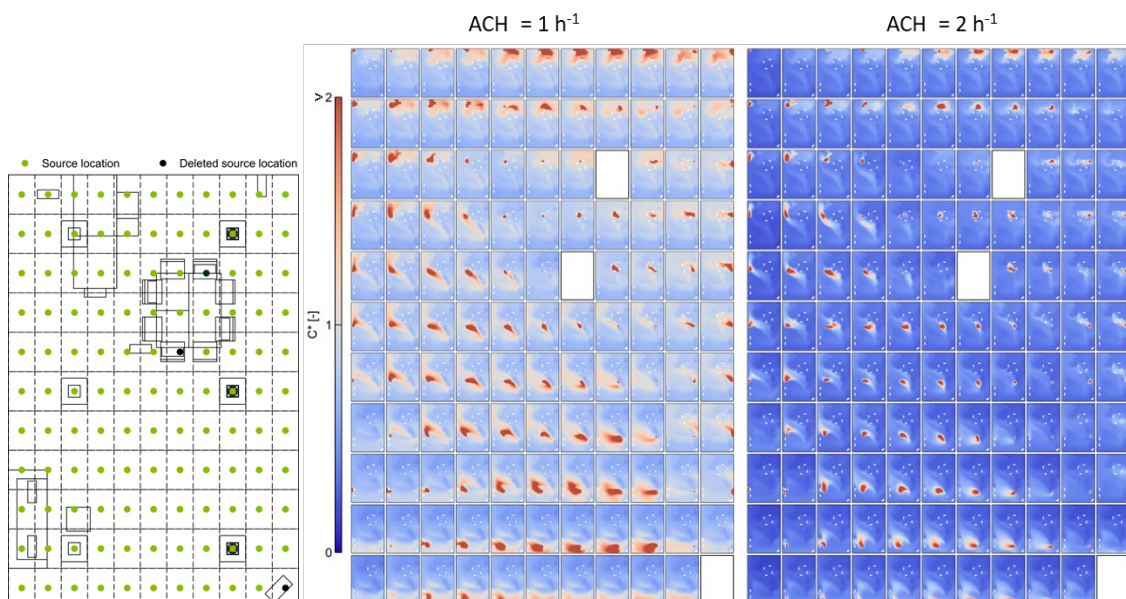 ACH = 1 h-1
ACH = 2 h-1
> 2
Source location
Deleted source location
1
C* [-]
0